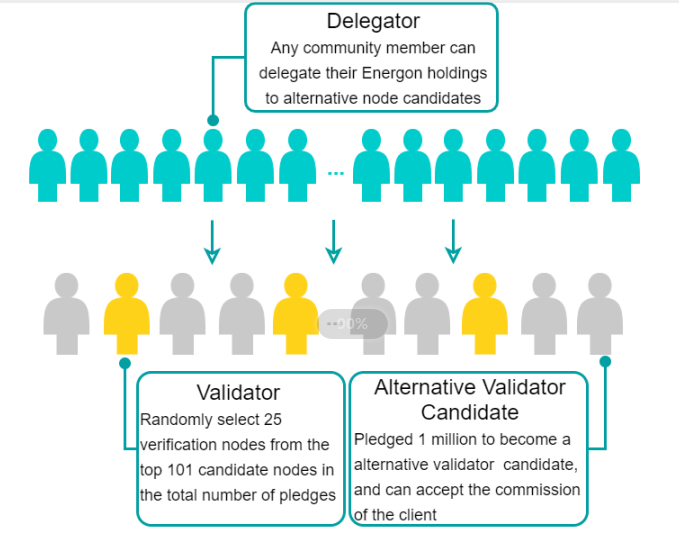 Delegator
Any community member can
delegate their Energon holdings
to alternative node candidates
...
90%
Validator
Randomly select 25
verification nodes from the
top 101 candidate nodes in
the total number of pledges
Alternative Validator
Candidate
Pledged 1 million to become a
alternative validator candidate,
and can accept the commission
of the client